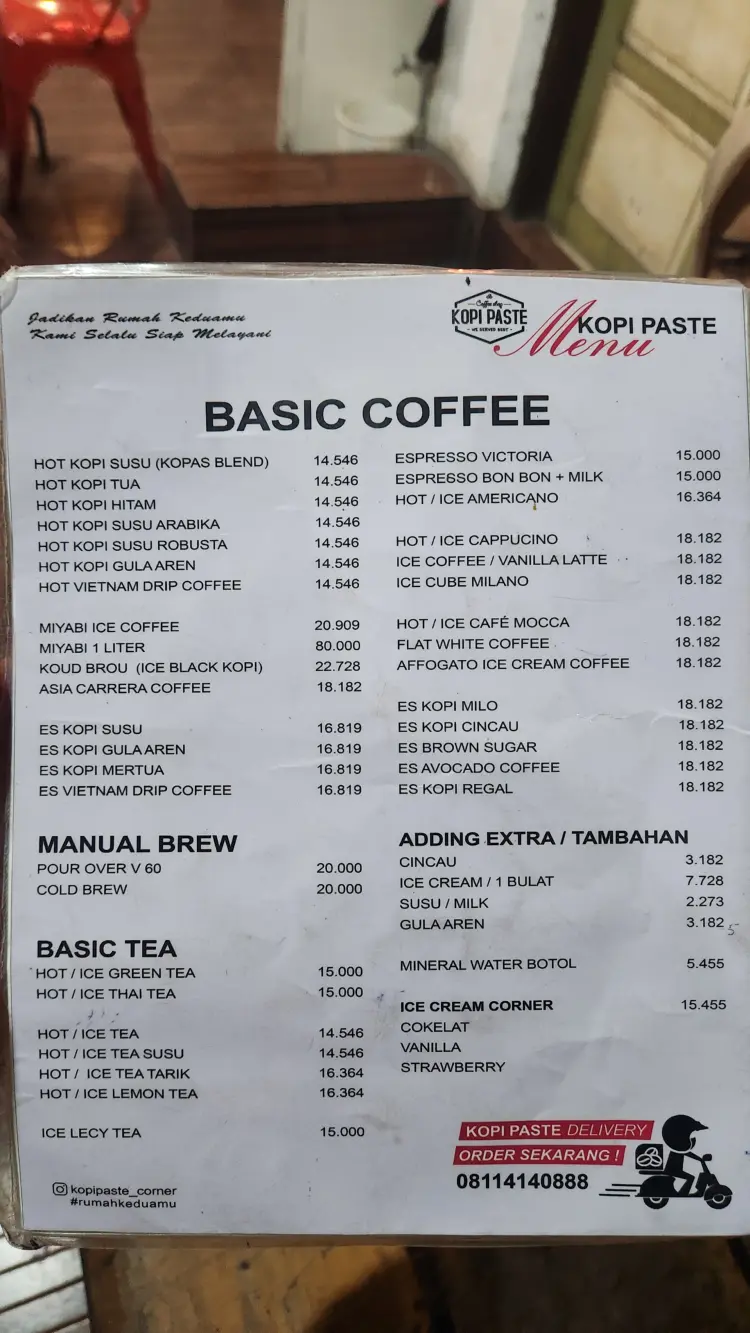 Jadikan Rumah Keduamu
Kami Selalu Siap Melayani
Coffee shop
KOPI PASTE
- WE SERVED BEST -
KOPI PASTE
Menu
BASIC COFFEE
HOT KOPI SUSU (KOPAS BLEND) 14.546
HOT KOPI TUA 14.546
HOT KOPI HITAM 14.546
HOT KOPI SUSU ARABIKA 14.546
HOT KOPI SUSU ROBUSTA 14.546
HOT KOPI GULA AREN 14.546
HOT VIETNAM DRIP COFFEE 14.546
MIYABI ICE COFFEE 20.909
MIYABI 1 LITER 80.000
KOUD BROU (ICE BLACK KOPI) 22.728
ASIA CARRERA COFFEE 18.182
ES KOPI SUSU 16.819
ES KOPI GULA AREN 16.819
ES KOPI MERTUA 16.819
ES VIETNAM DRIP COFFEE 16.819
MANUAL BREW
POUR OVER V 60 20.000
COLD BREW 20.000
BASIC TEA
HOT / ICE GREEN TEA 15.000
HOT / ICE THAI TEA 15.000
HOT / ICE TEA 14.546
HOT / ICE TEA SUSU 14.546
HOT / ICE TEA TARIK 16.364
HOT / ICE LEMON TEA 16.364
ICE LECY TEA 15.000
kopipaste_corner
#rumahkeduamu
ESPRESSO VICTORIA 15.000
ESPRESSO BON BON + MILK 15.000
HOT / ICE AMERICANO 16.364
HOT / ICE CAPPUCINO 18.182
ICE COFFEE / VANILLA LATTE 18.182
ICE CUBE MILANO 18.182
HOT / ICE CAFÉ MOCCA 18.182
FLAT WHITE COFFEE 18.182
AFFOGATO ICE CREAM COFFEE 18.182
ES KOPI MILO 18.182
ES KOPI CINCAU 18.182
ES BROWN SUGAR 18.182
ES AVOCADO COFFEE 18.182
ES KOPI REGAL 18.182
ADDING EXTRA / TAMBAHAN
CINCAU 3.182
ICE CREAM / 1 BULAT 7.728
SUSU / MILK 2.273
GULA AREN 3.182 5
MINERAL WATER BOTOL 5.455
ICE CREAM CORNER 15.455
COKELAT
VANILLA
STRAWBERRY
KOPI PASTE DELIVERY
ORDER SEKARANG !
08114140888